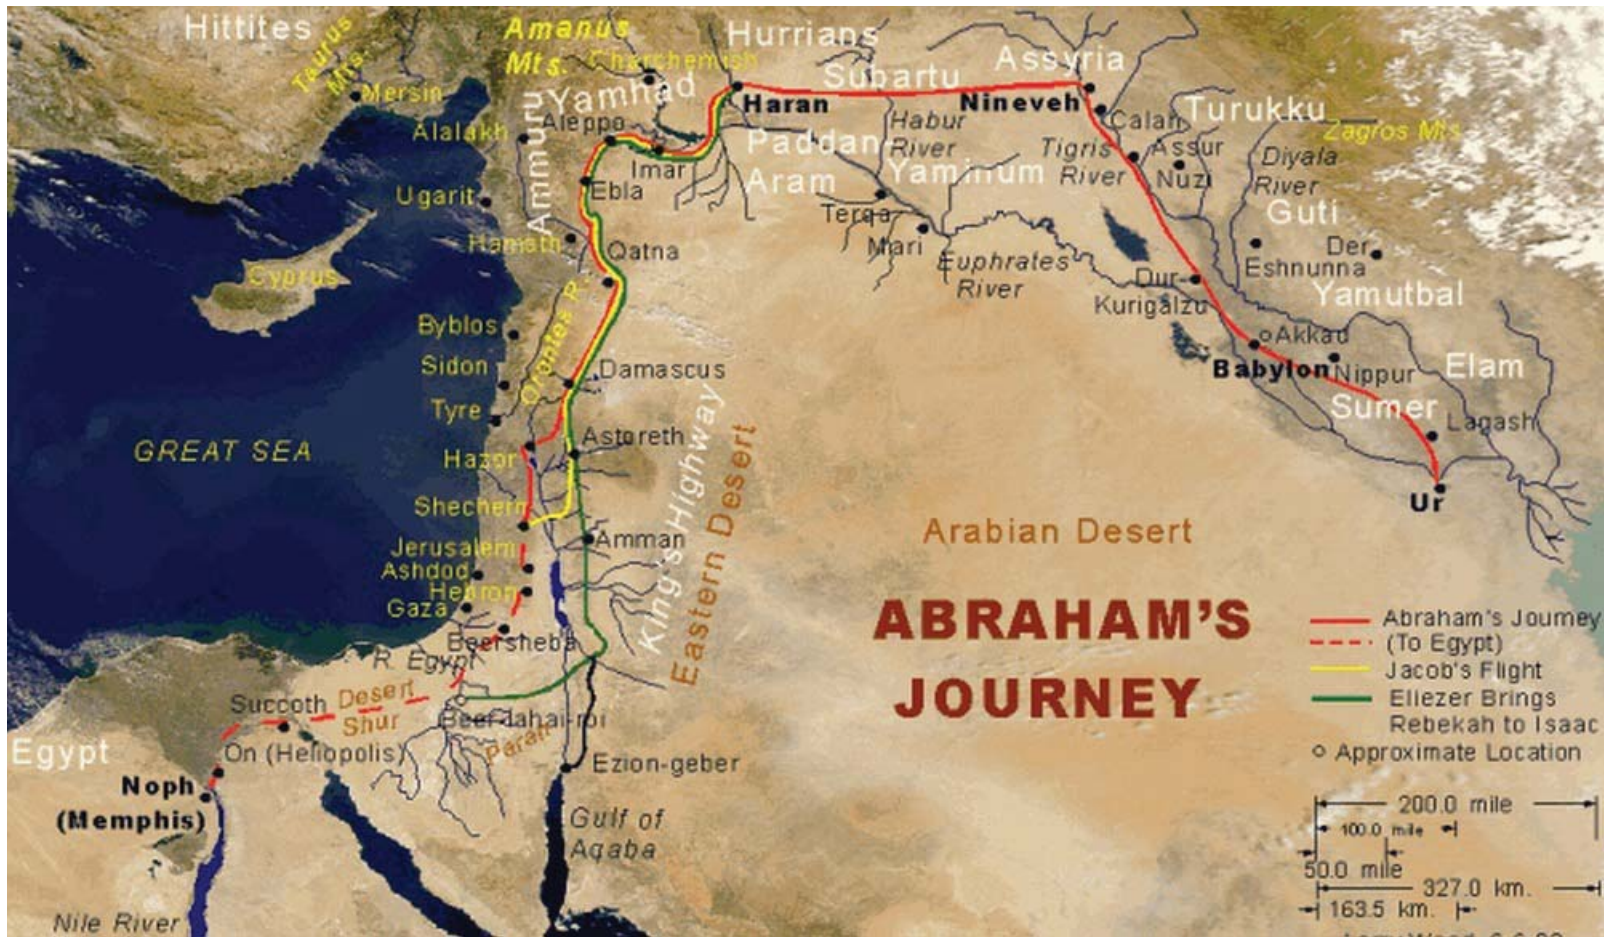 Hittites
Taurus
Mts.
Mersin
Amanus
Mts.
Charchemish
Hurrians
Subartu
Assyria
Yamhad
Haran
Nineveh
Calah
Turukku
Zagros Mts
Alalakh
Ammuru
Aleppo
Imar
Paddan
Aram
Habur
River
Yaminum
Tigris
River
Assur
Nuzi
Diyala
River
Guti
Ugarit
Ebla
Terqa
Mari
Hamath
Qatna
Euphrates
River
Der
Eshnunna
Cyprus
Dur-
Kurigalzu
Yamutbal
Orontes R.
Byblos
Akkad
Sidon
Damascus
Babylon
Nippur
Elam
Tyre
Sumer
Lagash
GREAT SEA
Hazor
Astoreth
King's Highway
Eastern Desert
Ur
Shechem
Arabian Desert
Jerusalem
Amman
Ashdod
Hebron
Gaza
Beersheba
R. Egypt
ABRAHAM'S
JOURNEY
Abraham's Journey
(To Egypt)
Jacob's Flight
Eliezer Brings
Rebekah to Isaac
Approximate Location
Succoth
Desert
Shur
Beer-lahai-roi
Paran
Egypt
On (Heliopolis)
Ezion-geber
Noph
(Memphis)
Gulf of
Aqaba
Nile River
200.0 mile
100.0 mile
50.0 mile
327.0 km.
163.5 km.